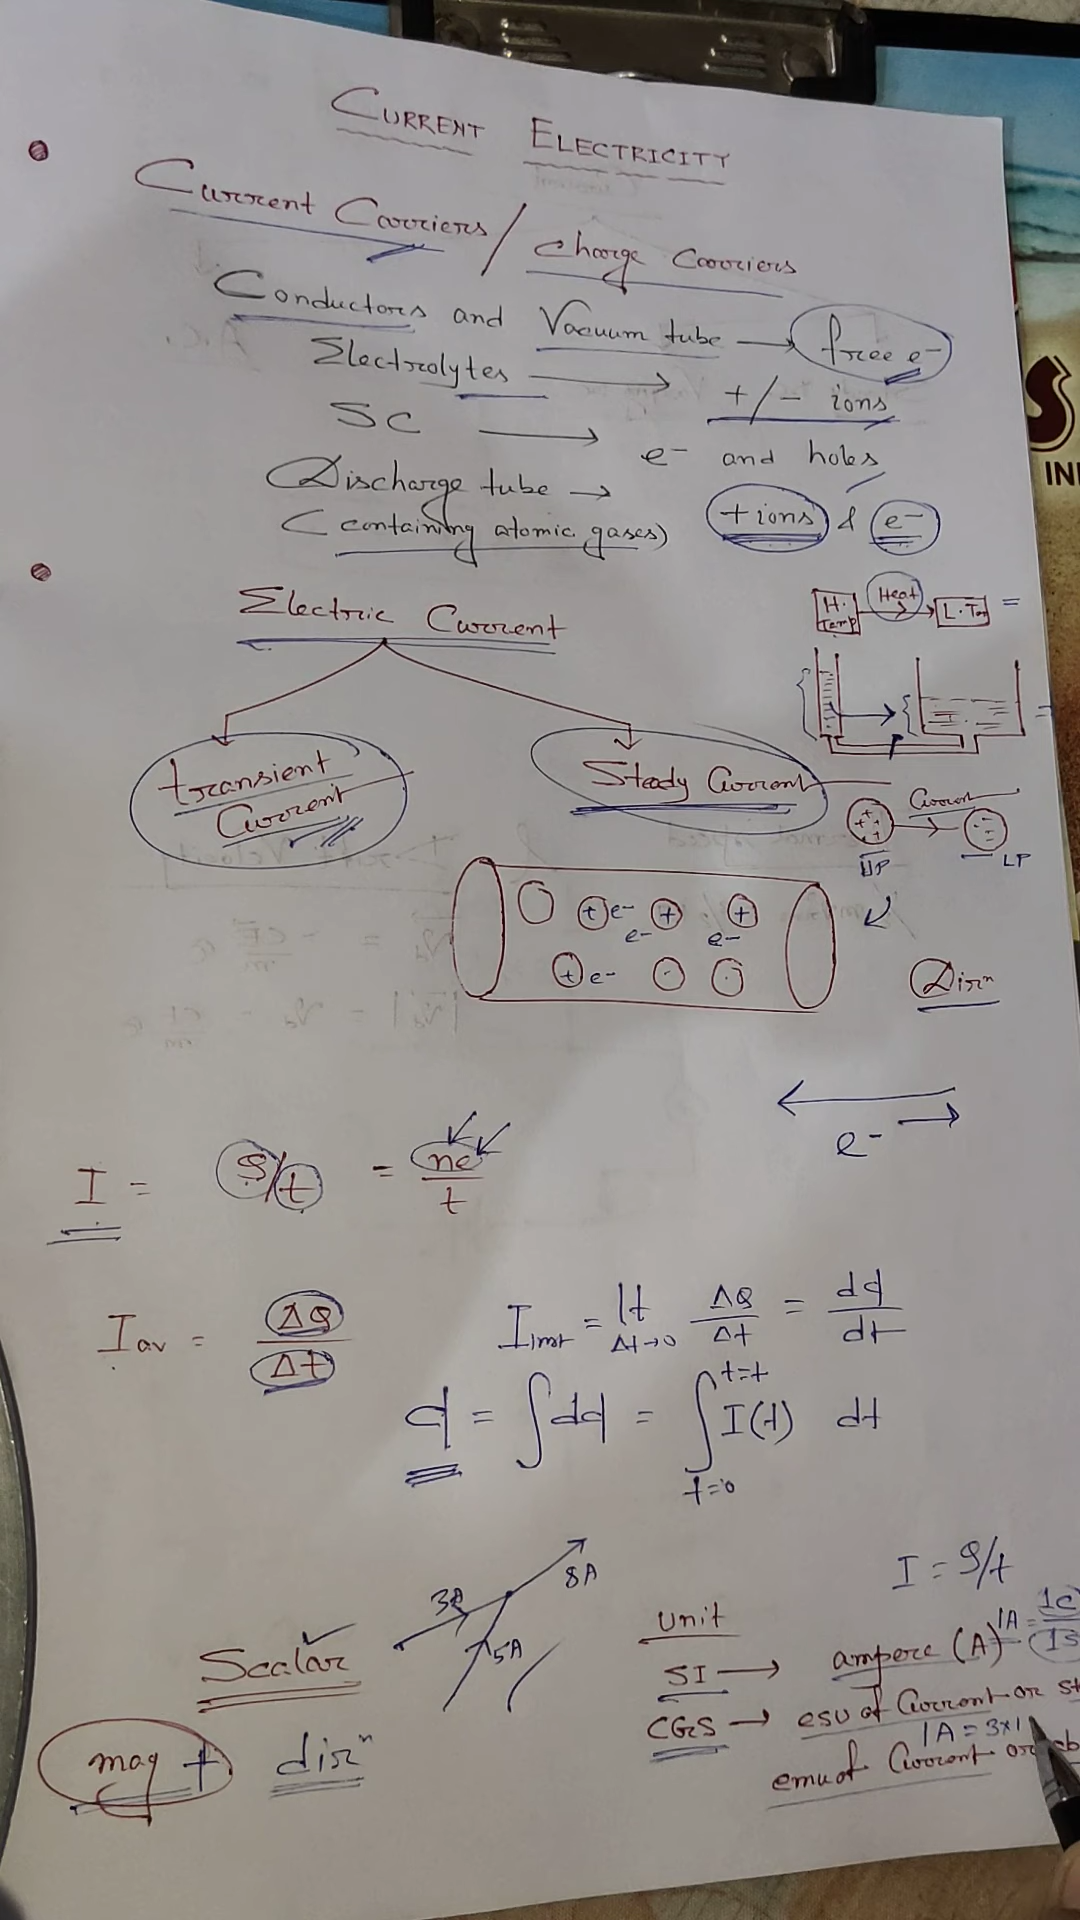 CURRENT ELECTRICITY
Current Carriers / Charge Carriers
Conductors and Vacuum tube → free e-
Electrolytes → +/- ions
SC → e- and holes
Discharge tube → + ions & e-
(containing atomic gases)
Electric Current
H. Temp Heat L. Tem =
transient Current
Steady Current
Current
HP LP
+ e- e- + + e-
+ e-
Dirⁿ
e-
I = Q/t = ne/t
Iav = ΔQ/Δt
Iinst = lt Δt→0 ΔQ/Δt = dq/dt
q = ∫dq = ∫ t=0 t=t I(t) dt
I = Q/t
3A 8A 5A
Scalar
mag + dirⁿ
Unit
SI → ampere (A) 1A = 1C/1S
CGS → esu of Current or st
1A = 3×1
emu of Current or
S
IN